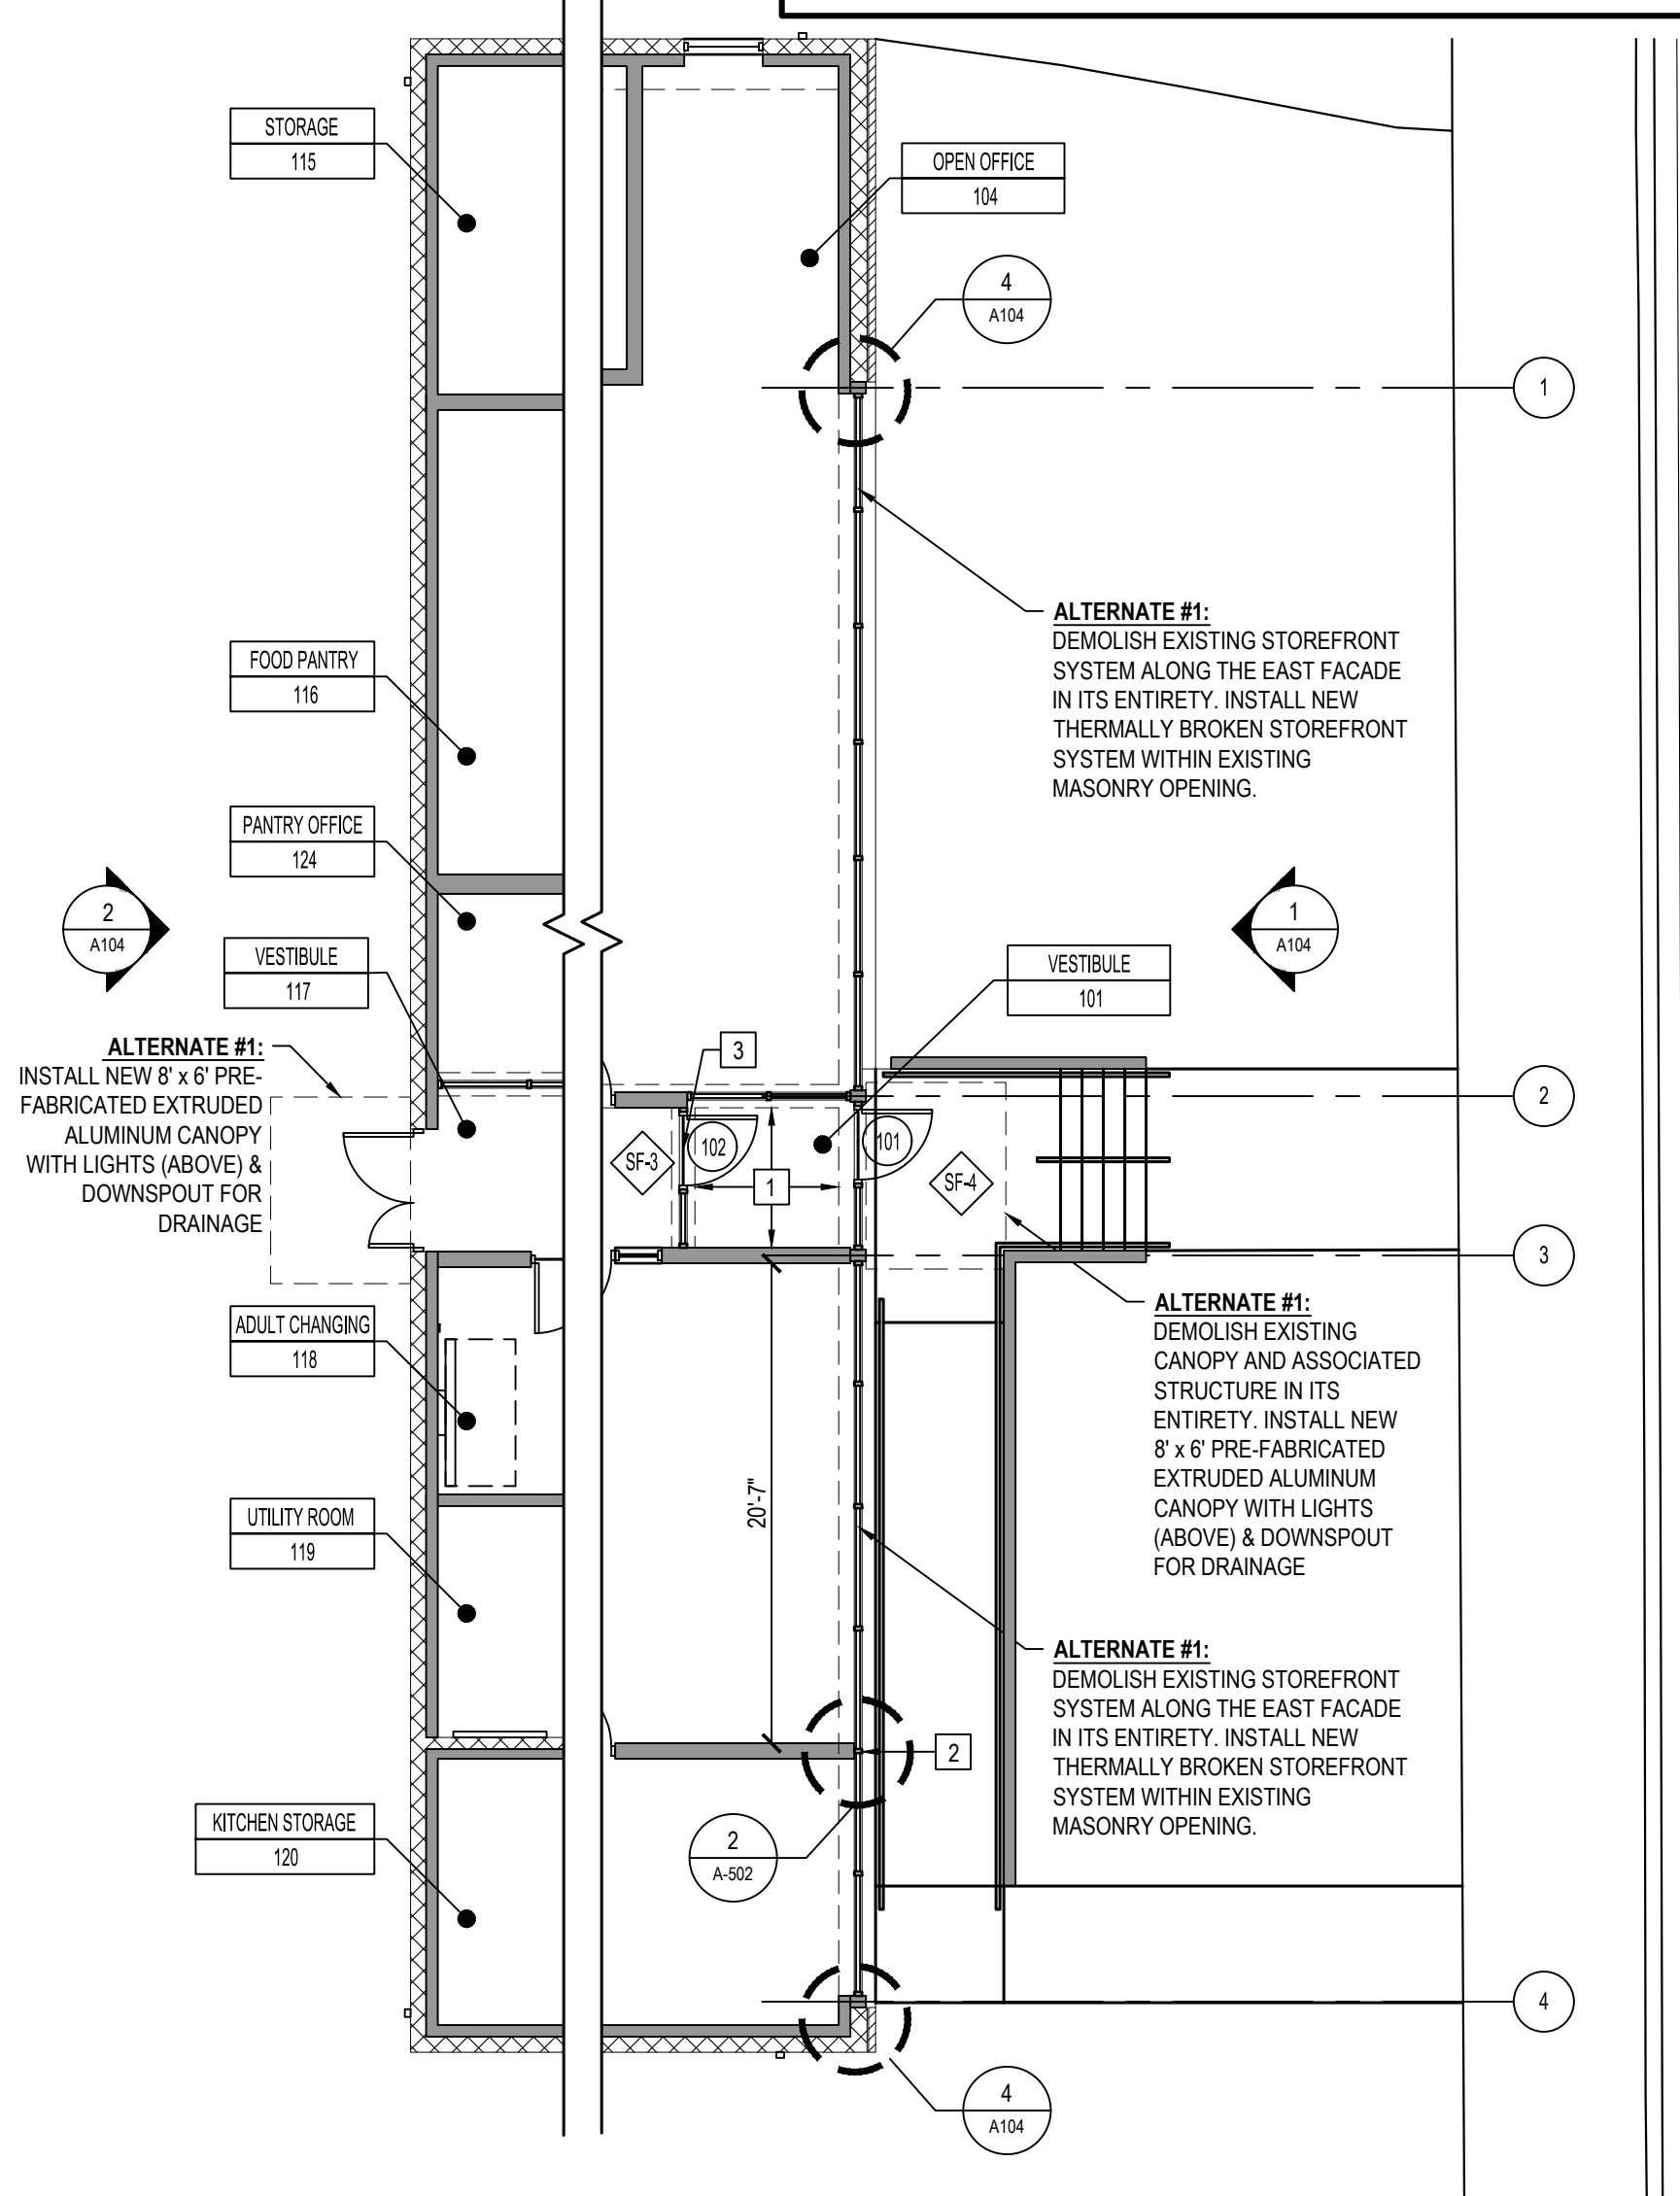 STORAGE
115
OPEN OFFICE
104
4
A104
1
ALTERNATE #1:
DEMOLISH EXISTING STOREFRONT
SYSTEM ALONG THE EAST FACADE
IN ITS ENTIRETY. INSTALL NEW
THERMALLY BROKEN STOREFRONT
SYSTEM WITHIN EXISTING
MASONRY OPENING.
FOOD PANTRY
116
PANTRY OFFICE
124
2
A104
1
A104
VESTIBULE
117
VESTIBULE
101
ALTERNATE #1:
INSTALL NEW 8' x 6' PRE-
FABRICATED EXTRUDED
ALUMINUM CANOPY
WITH LIGHTS (ABOVE) &
DOWNSPOUT FOR
DRAINAGE
3
2
SF-3
102
101
SF-4
1
3
ALTERNATE #1:
DEMOLISH EXISTING
CANOPY AND ASSOCIATED
STRUCTURE IN ITS
ENTIRETY. INSTALL NEW
8' x 6' PRE-FABRICATED
EXTRUDED ALUMINUM
CANOPY WITH LIGHTS
(ABOVE) & DOWNSPOUT
FOR DRAINAGE
ADULT CHANGING
118
20'-7"
UTILITY ROOM
119
ALTERNATE #1:
DEMOLISH EXISTING STOREFRONT
SYSTEM ALONG THE EAST FACADE
IN ITS ENTIRETY. INSTALL NEW
THERMALLY BROKEN STOREFRONT
SYSTEM WITHIN EXISTING
MASONRY OPENING.
2
KITCHEN STORAGE
120
2
A-502
4
4
A104